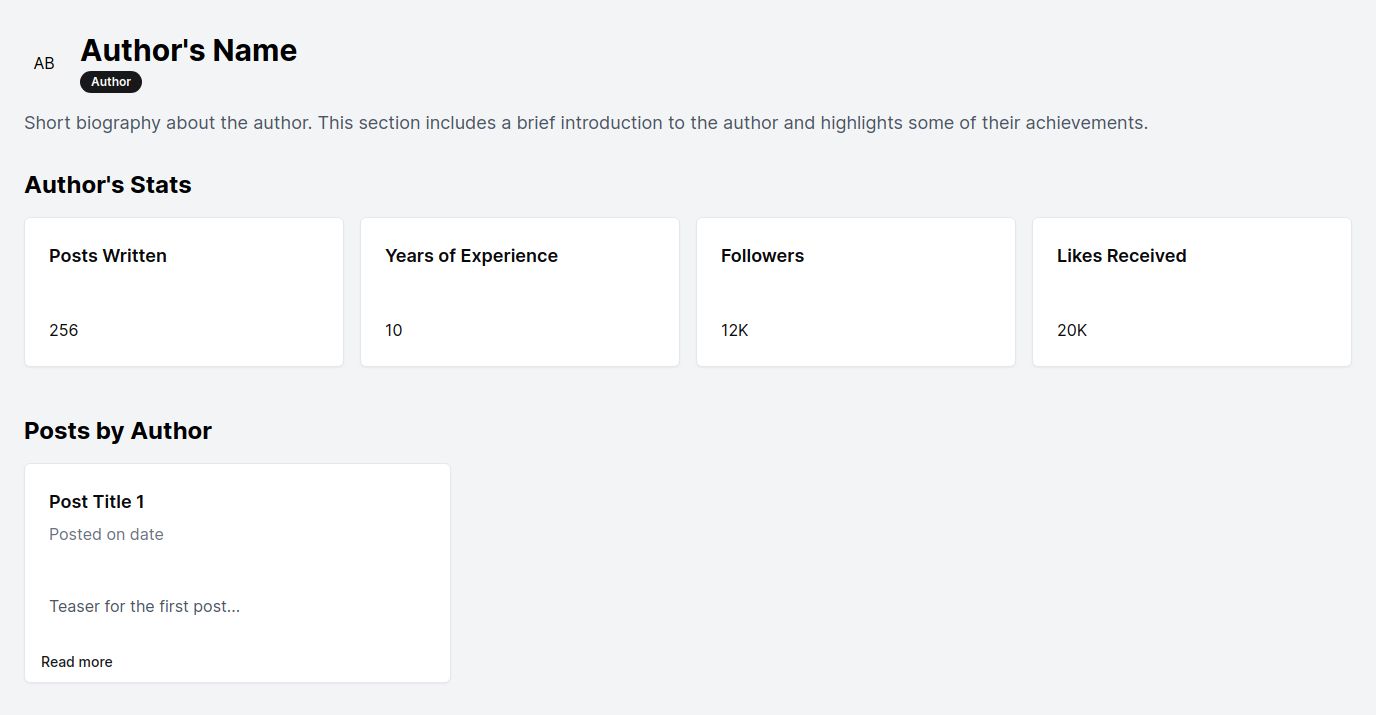 AB
Author's Name
Author
Short biography about the author. This section includes a brief introduction to the author and highlights some of their achievements.
Author's Stats
Posts Written
256
Years of Experience
10
Followers
12K
Likes Received
20K
Posts by Author
Post Title 1
Posted on date
Teaser for the first post...
Read more